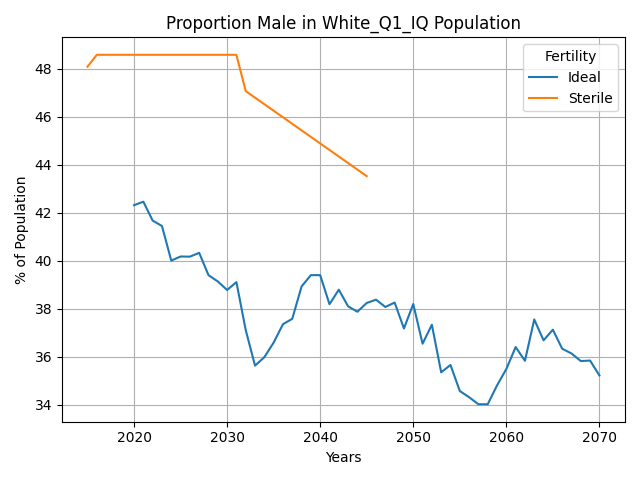 Proportion Male in White_Q1_IQ Population
Fertility
Ideal
Sterile
% of Population
48
46
44
42
40
38
36
34
2020
2030
2040
2050
2060
2070
Years